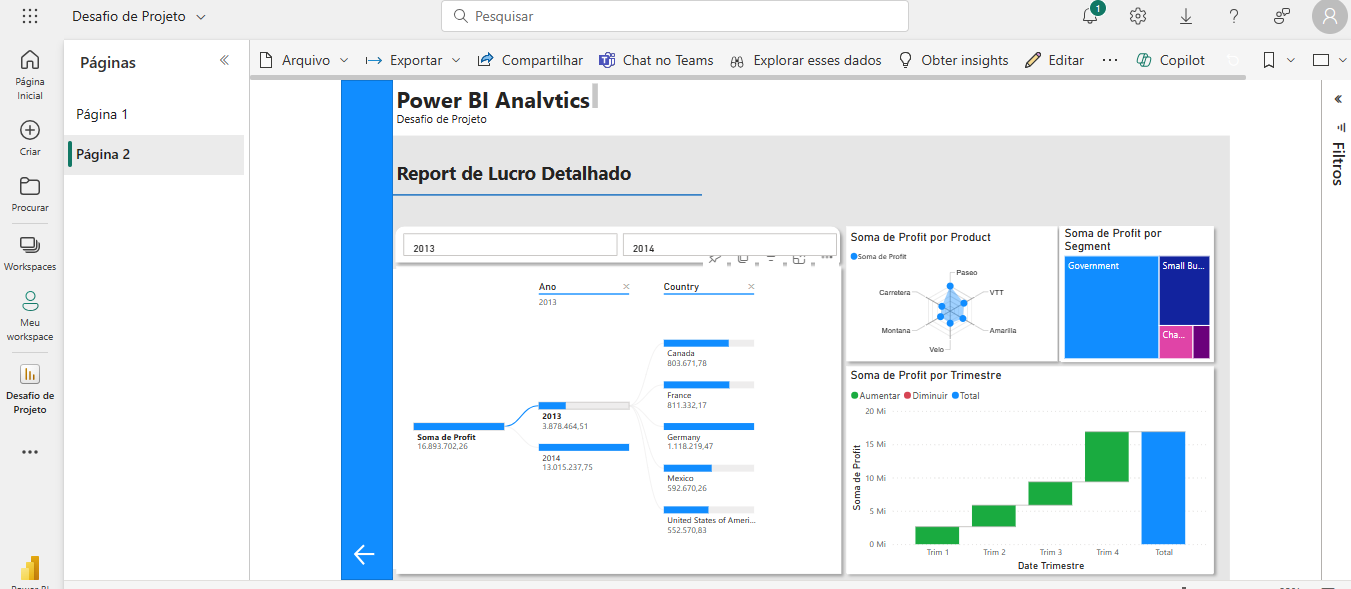 Desafio de Projeto
Pesquisar
1
Página
Inicial
Criar
Procurar
Workspaces
Meu
workspace
Desafio de
Projeto
Páginas
Página 1
Página 2
Arquivo
Exportar
Compartilhar
Chat no Teams
Explorar esses dados
Obter insights
Editar
Copilot
Filtros
Power BI Analytics
Desafio de Projeto
Report de Lucro Detalhado
2013
2014
Ano
2013
Country
Soma de Profit
16.893.702,26
2013
3.878.464,51
2014
13.015.237,75
Canada
803.671,78
France
811.332,17
Germany
1.118.219,47
Mexico
592.670,26
United States of Ameri...
552.570,83
Soma de Profit por Product
Soma de Profit
Paseo
VTT
Amarilla
Velo
Montana
Carretera
Soma de Profit por
Segment
Government
Small Bu...
Cha...
Soma de Profit por Trimestre
Aumentar Diminuir Total
Soma de Profit
20 Mi
15 Mi
10 Mi
5 Mi
0 Mi
Trim 1 Trim 2 Trim 3 Trim 4 Total
Date Trimestre